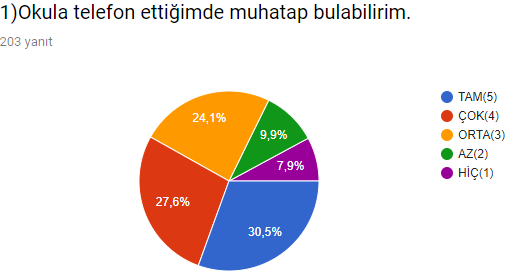 1)Okula telefon ettiğimde muhatap bulabilirim.
203 yanıt
TAM(5)
ÇOK(4)
ORTA(3)
AZ(2)
HİÇ(1)
24,1%
9,9%
7,9%
27,6%
30,5%